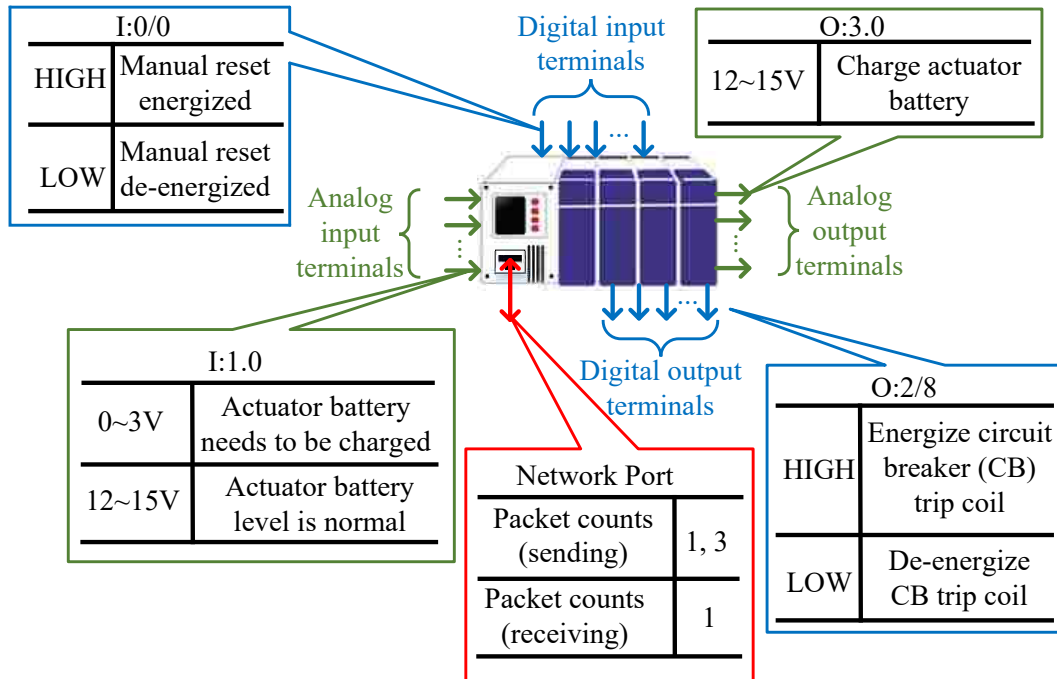 I:0/0
HIGH
Manual reset
energized
LOW
Manual reset
de-energized
Digital input
terminals
...
O:3.0
12~15V
Charge actuator
battery
Analog
input
terminals
...
Analog
output
terminals
...
...
Digital output
terminals
I:1.0
0~3V
Actuator battery
needs to be charged
12~15V
Actuator battery
level is normal
Network Port
Packet counts
(sending)
1, 3
Packet counts
(receiving)
1
O:2/8
HIGH
Energize circuit
breaker (CB)
trip coil
LOW
De-energize
CB trip coil